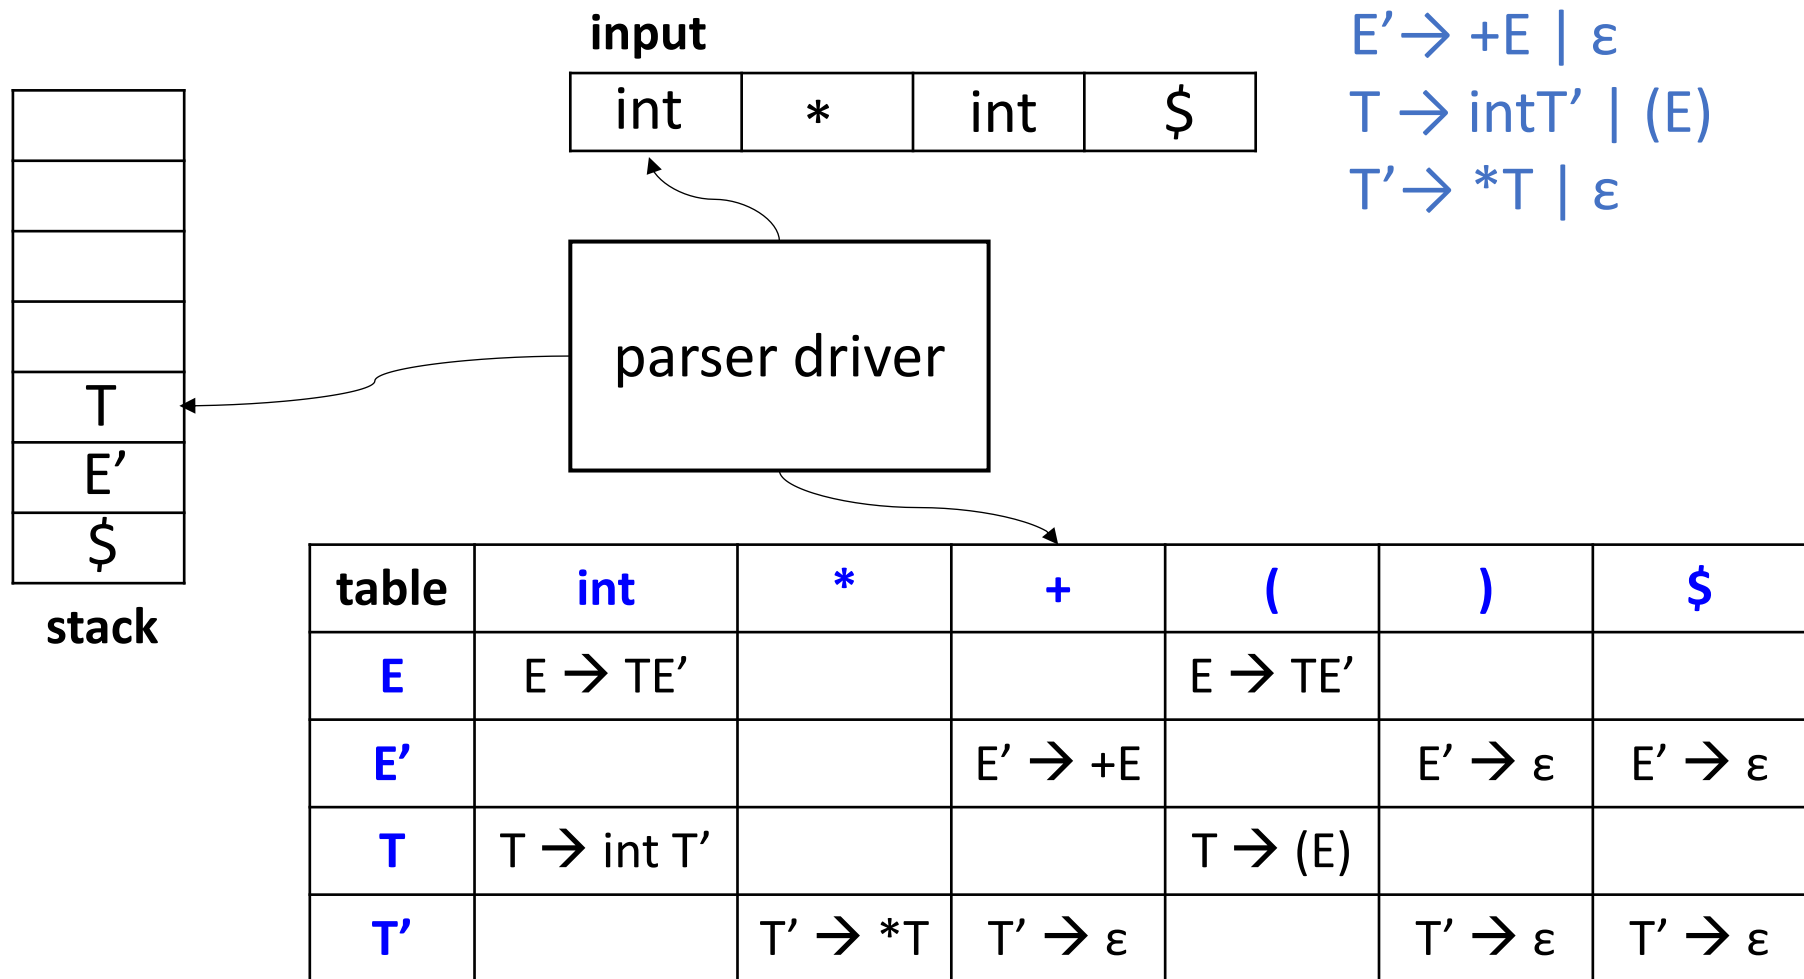 input
int * int $
E’→ +E | ε
T → intT’ | (E)
T’→ *T | ε
parser driver
T
E’
$
stack
table int * + ( ) $
E E → TE’ E → TE’
E’ E’ → +E E’ → ε E’ → ε
T T → int T’ T → (E)
T’ T’ → *T T’ → ε T’ → ε T’ → ε